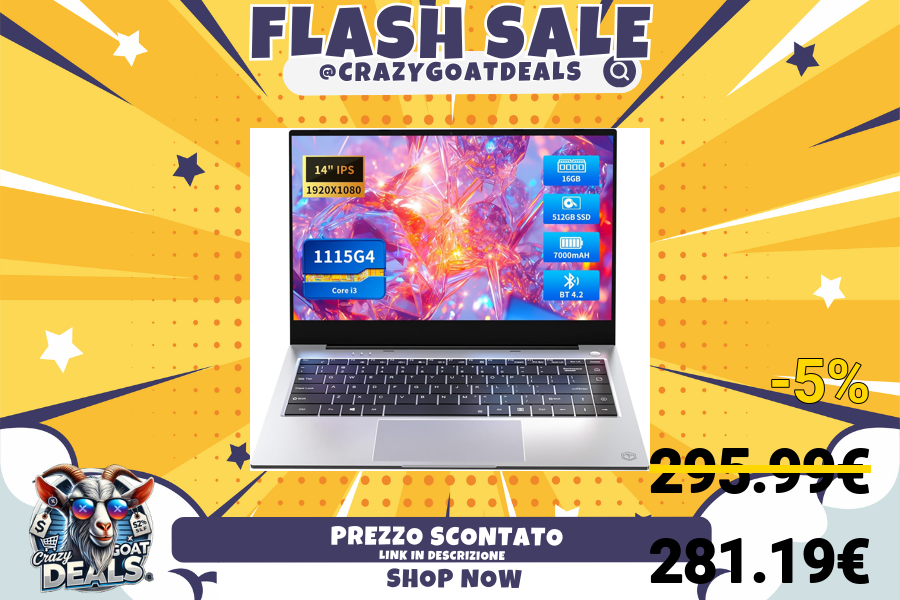 FLASH SALE
@CRAZYGOATDEALS
14" IPS
1920X1080
16GB
512GB SSD
1115G4
Core i3
7000mAH
BT 4.2
-5%
295.99€
PREZZO SCONTATO
LINK IN DESCRIZIONE
SHOP NOW
281.19€
$
52%
Crazy
GOAT
DEALS